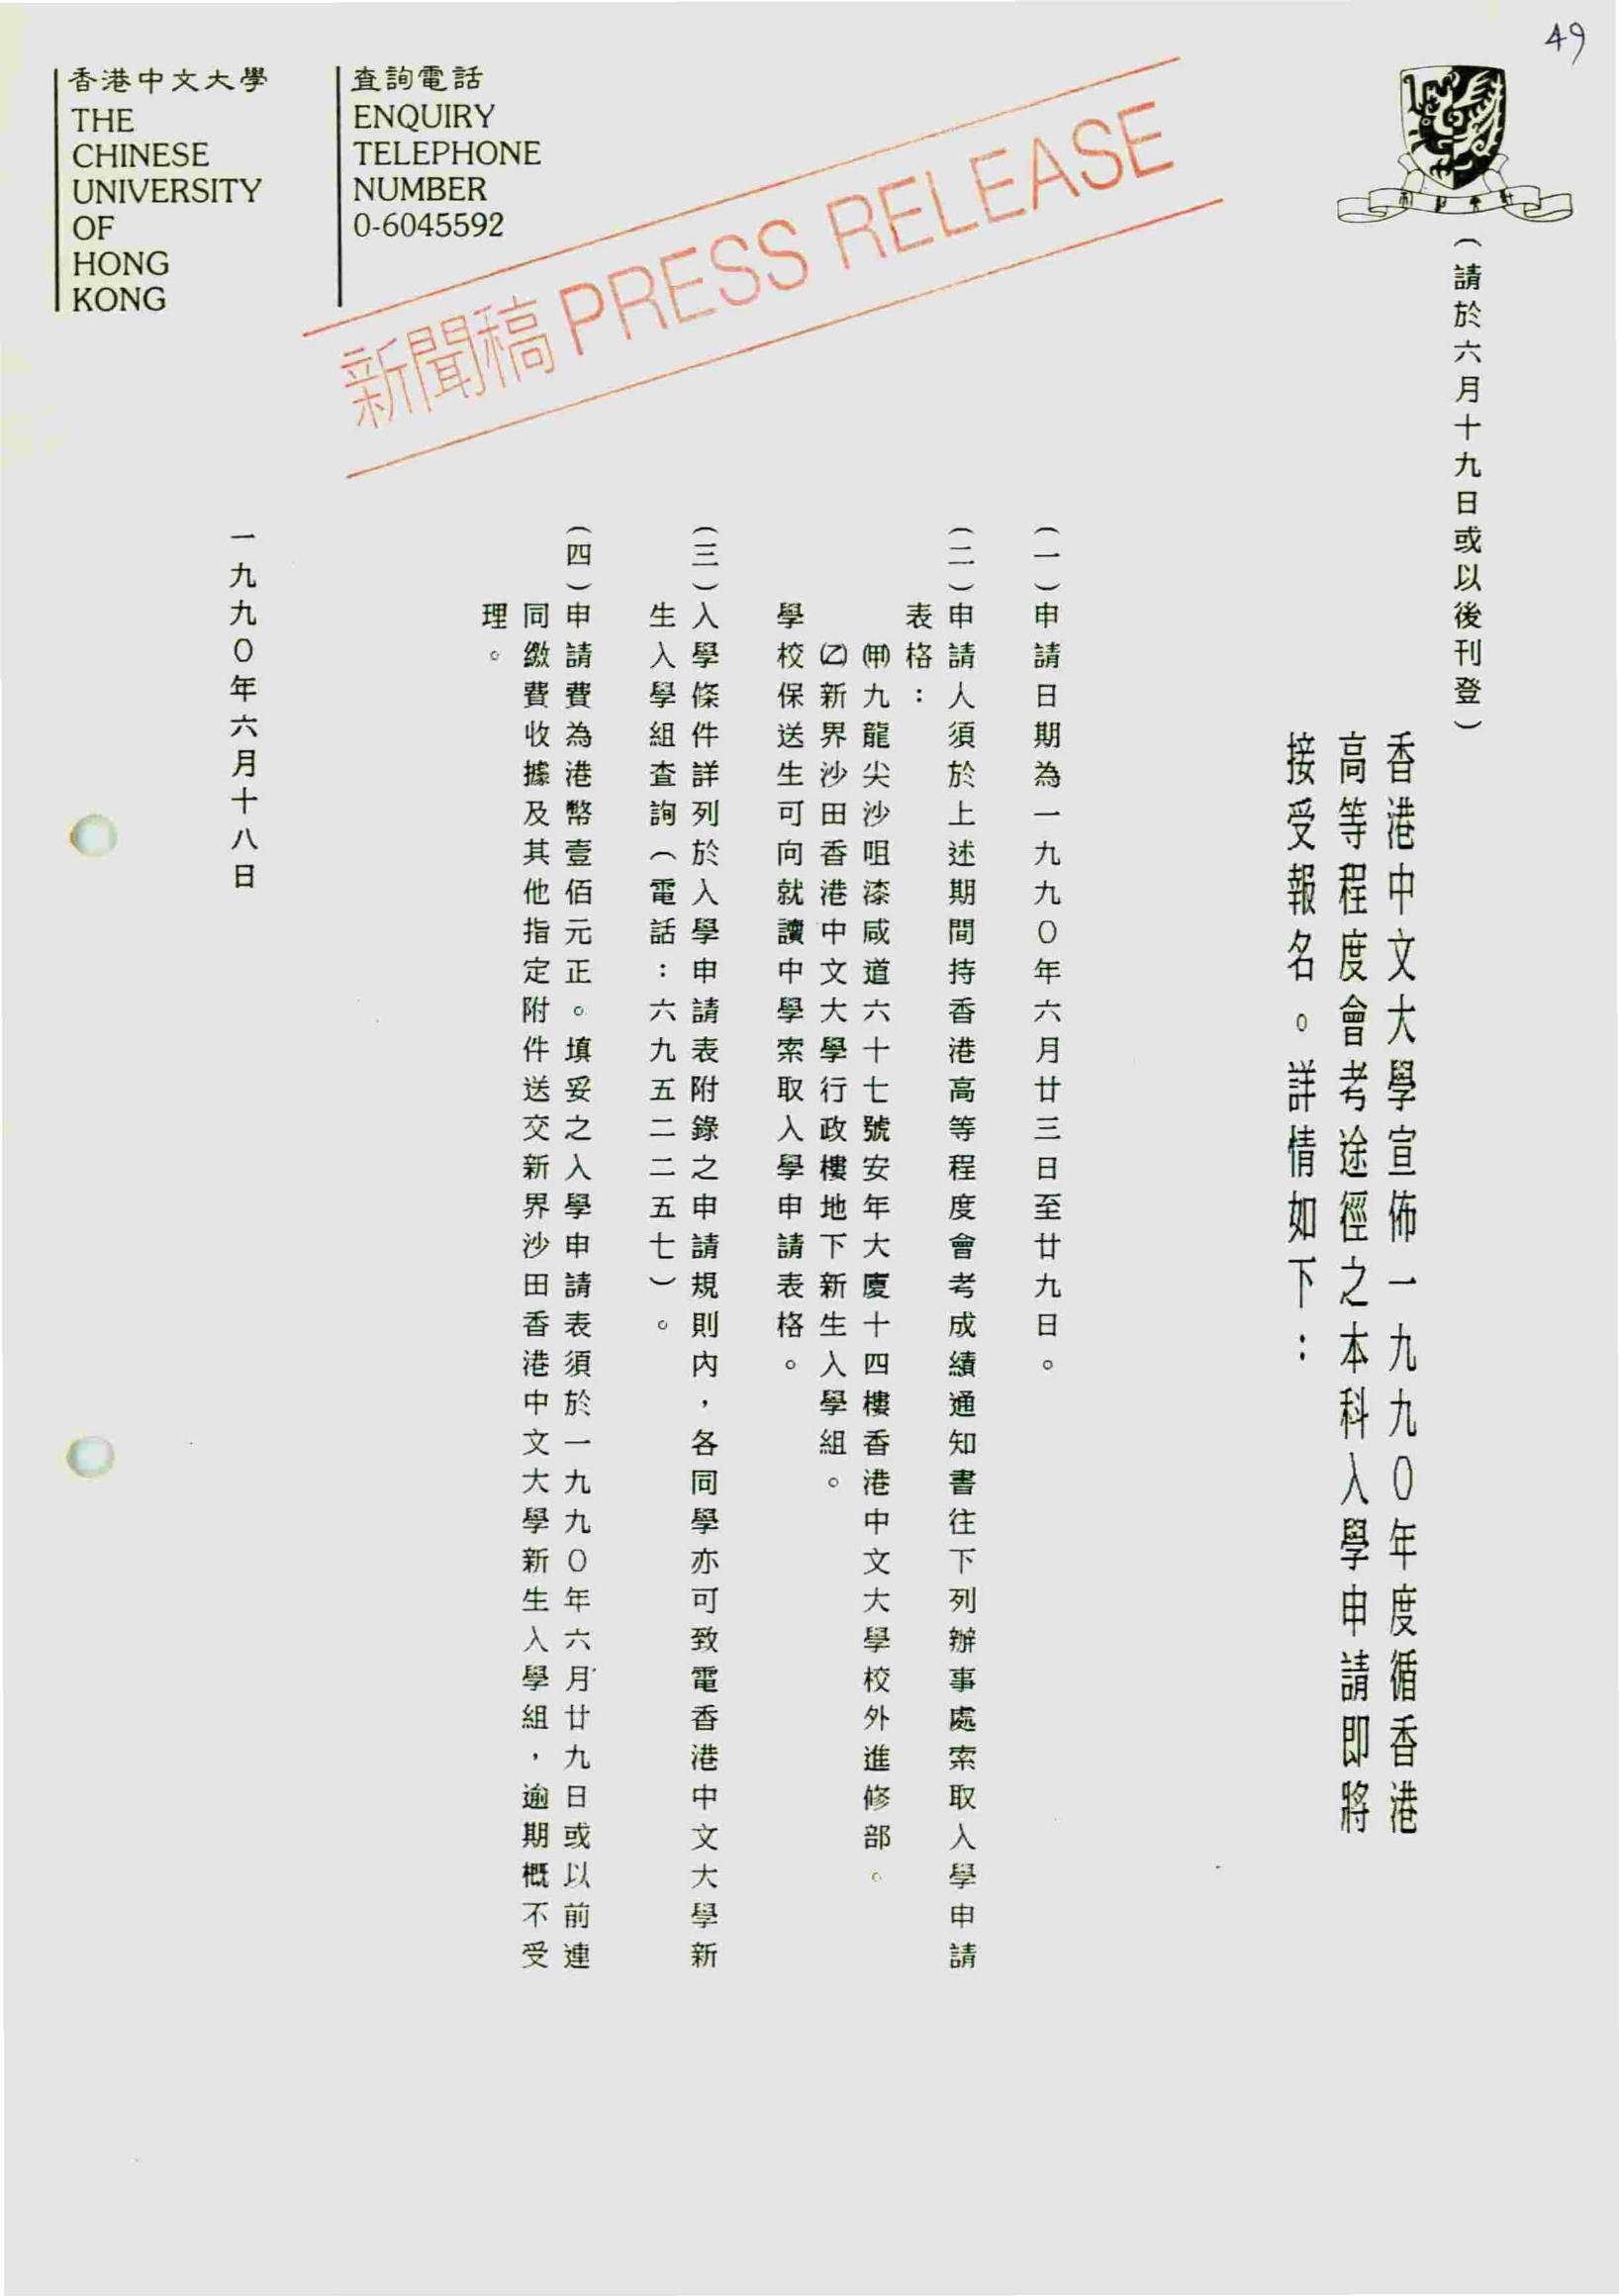 49
香港中文大學
THE
CHINESE
UNIVERSITY
OF
HONG
KONG
查詢電話
ENQUIRY
TELEPHONE
NUMBER
0-6045592
新聞稿 PRESS RELEASE
（請於六月十九日或以後刊登）
香港中文大學宣佈一九九０年度循香港
高等程度會考途徑之本科入學申請即將
接受報名。詳情如下：
（一）申請日期為一九九０年六月廿三日至廿九日。
（二）申請人須於上述期間持香港高等程度會考成績通知書往下列辦事處索取入學申請
表格：
㈙九龍尖沙咀漆咸道六十七號安年大廈十四樓香港中文大學校外進修部。
㈚新界沙田香港中文大學行政樓地下新生入學組。
學校保送生可向就讀中學索取入學申請表格。
（三）入學條件詳列於入學申請表附錄之申請規則內，各同學亦可致電香港中文大學新
生入學組查詢（電話：六九五二二五七）。
（四）申請費為港幣壹佰元正。填妥之入學申請表須於一九九０年六月廿九日或以前連
同繳費收據及其他指定附件送交新界沙田香港中文大學新生入學組，逾期概不受
理。
一九九０年六月十八日